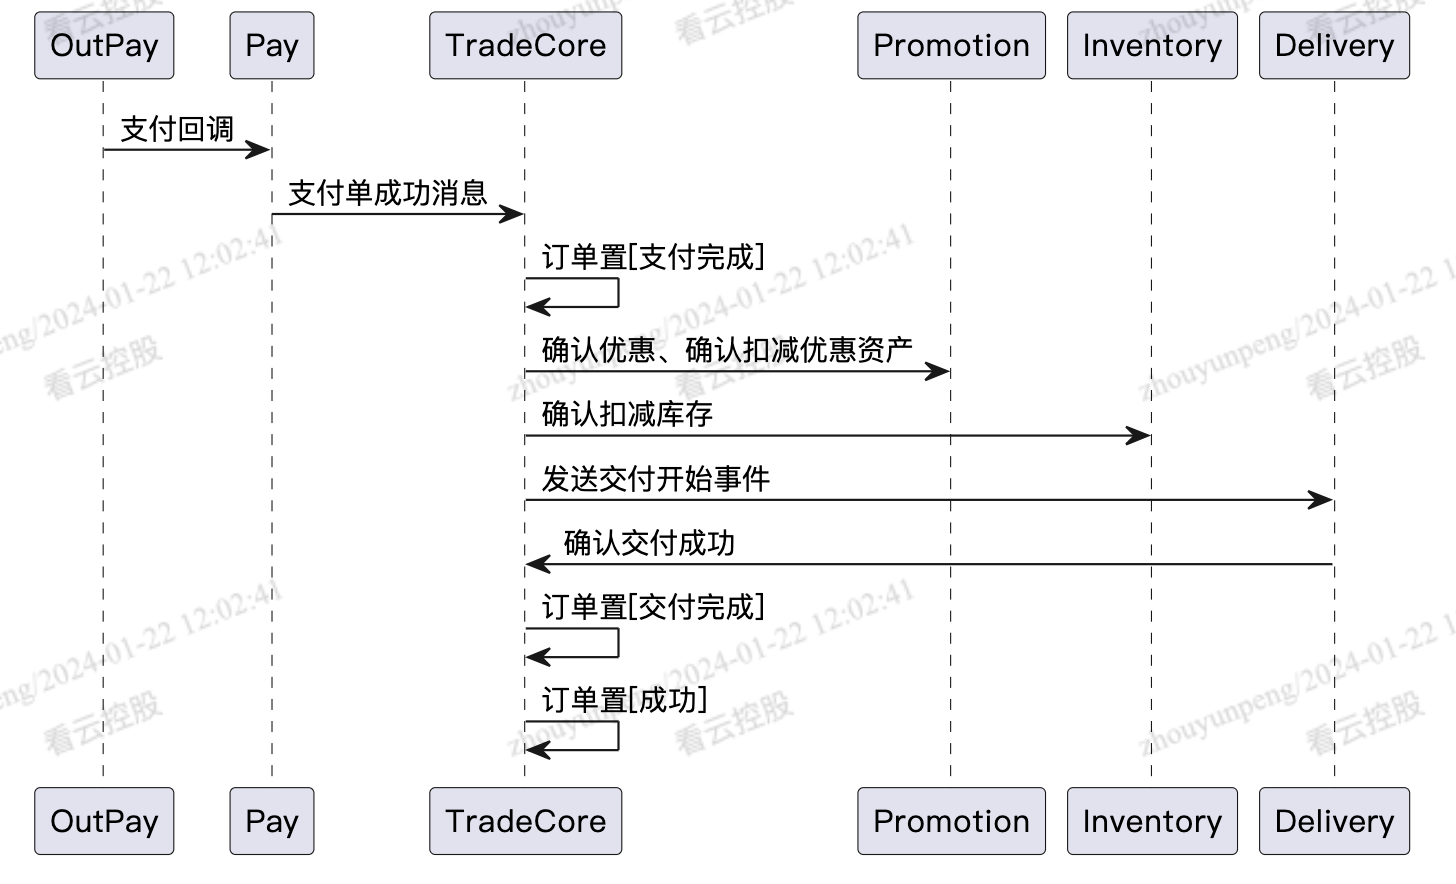 OutPay
Pay
TradeCore
Promotion
Inventory
Delivery
支付回调
支付单成功消息
订单置[支付完成]
确认优惠、确认扣减优惠资产
确认扣减库存
发送交付开始事件
确认交付成功
订单置[交付完成]
订单置[成功]
OutPay
Pay
TradeCore
Promotion
Inventory
Delivery
看云控股
zhouyunpeng/2024-01-22 12:02:41